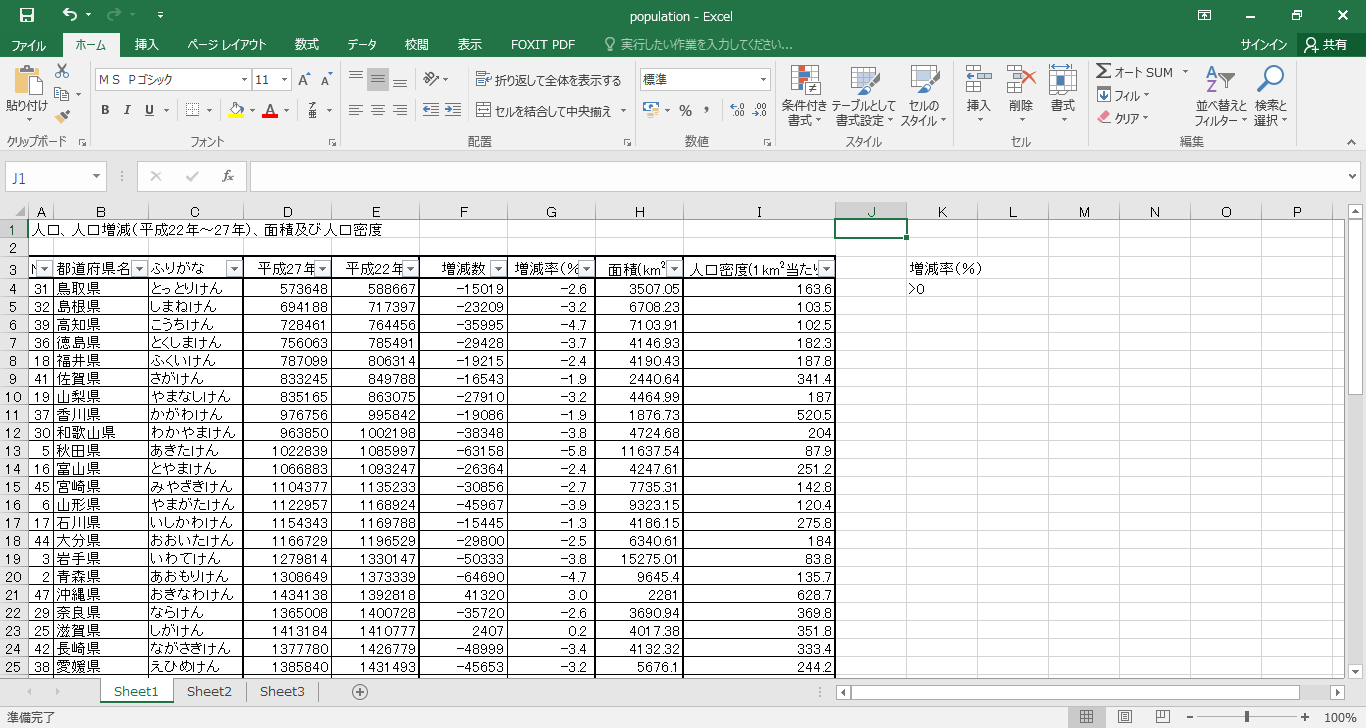 population - Excel
ファイル ホーム 挿入 ページ レイアウト 数式 データ 校閲 表示 FOXIT PDF 実行したい作業を入力してください... サインイン 共有
貼り付け
クリップボード
ＭＳ Ｐゴシック 11
B I U A
フォント
折り返して全体を表示する
セルを結合して中央揃え
配置
標準
% ,
数値
条件付き書式 テーブルとして書式設定 セルのスタイル
スタイル
挿入 削除 書式
セル
Σ オート SUM
フィル
クリア
並べ替えとフィルター 検索と選択
編集
J1 fx
A B C D E F G H I J K L M N O P
1 人口、人口増減(平成22年～27年)、面積及び人口密度
2
3 都道府県名 ふりがな 平成27年 平成22年 増減数 増減率(% 面積(km² 人口密度(1km²当たり 増減率(%)
4 31 鳥取県 とっとりけん 573648 588667 -15019 -2.6 3507.05 163.6 >0
5 32 島根県 しまねけん 694188 717397 -23209 -3.2 6708.23 103.5
6 39 高知県 こうちけん 728461 764456 -35995 -4.7 7103.91 102.5
7 36 徳島県 とくしまけん 756063 785491 -29428 -3.7 4146.93 182.3
8 18 福井県 ふくいけん 787099 806314 -19215 -2.4 4190.43 187.8
9 41 佐賀県 さがけん 833245 849788 -16543 -1.9 2440.64 341.4
10 19 山梨県 やまなしけん 835165 863075 -27910 -3.2 4464.99 187
11 37 香川県 かがわけん 976756 995842 -19086 -1.9 1876.73 520.5
12 30 和歌山県 わかやまけん 963850 1002198 -38348 -3.8 4724.68 204
13 5 秋田県 あきたけん 1022839 1085997 -63158 -5.8 11637.54 87.9
14 16 富山県 とやまけん 1066883 1093247 -26364 -2.4 4247.61 251.2
15 45 宮崎県 みやざきけん 1104377 1135233 -30856 -2.7 7735.31 142.8
16 6 山形県 やまがたけん 1122957 1168924 -45967 -3.9 9323.15 120.4
17 17 石川県 いしかわけん 1154343 1169788 -15445 -1.3 4186.15 275.8
18 44 大分県 おおいたけん 1166729 1196529 -29800 -2.5 6340.61 184
19 3 岩手県 いわてけん 1279814 1330147 -50333 -3.8 15275.01 83.8
20 2 青森県 あおもりけん 1308649 1373339 -64690 -4.7 9645.4 135.7
21 47 沖縄県 おきなわけん 1434138 1392818 41320 3.0 2281 628.7
22 29 奈良県 ならけん 1365008 1400728 -35720 -2.6 3690.94 369.8
23 25 滋賀県 しがけん 1413184 1410777 2407 0.2 4017.38 351.8
24 42 長崎県 ながさきけん 1377780 1426779 -48999 -3.4 4132.32 333.4
25 38 愛媛県 えひめけん 1385840 1431493 -45653 -3.2 5676.1 244.2
Sheet1 Sheet2 Sheet3
準備完了 100%